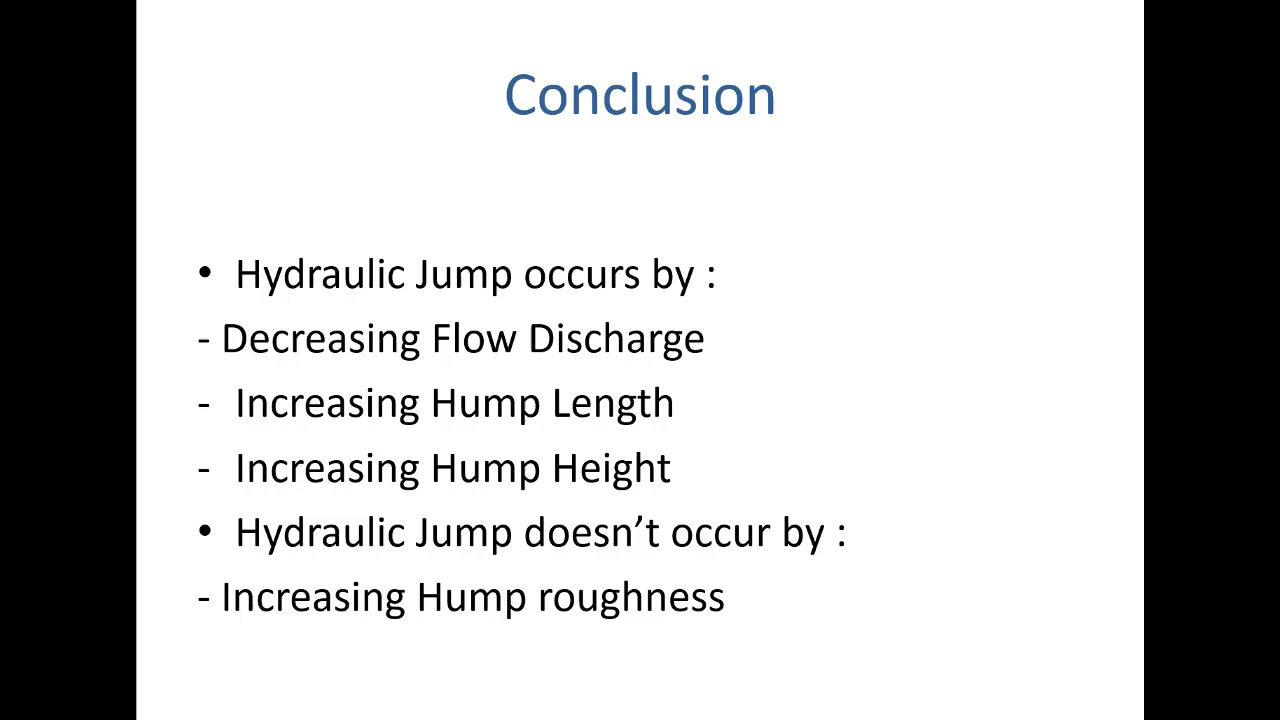 Conclusion
• Hydraulic Jump occurs by :
- Decreasing Flow Discharge
- Increasing Hump Length
- Increasing Hump Height
• Hydraulic Jump doesn’t occur by :
- Increasing Hump roughness